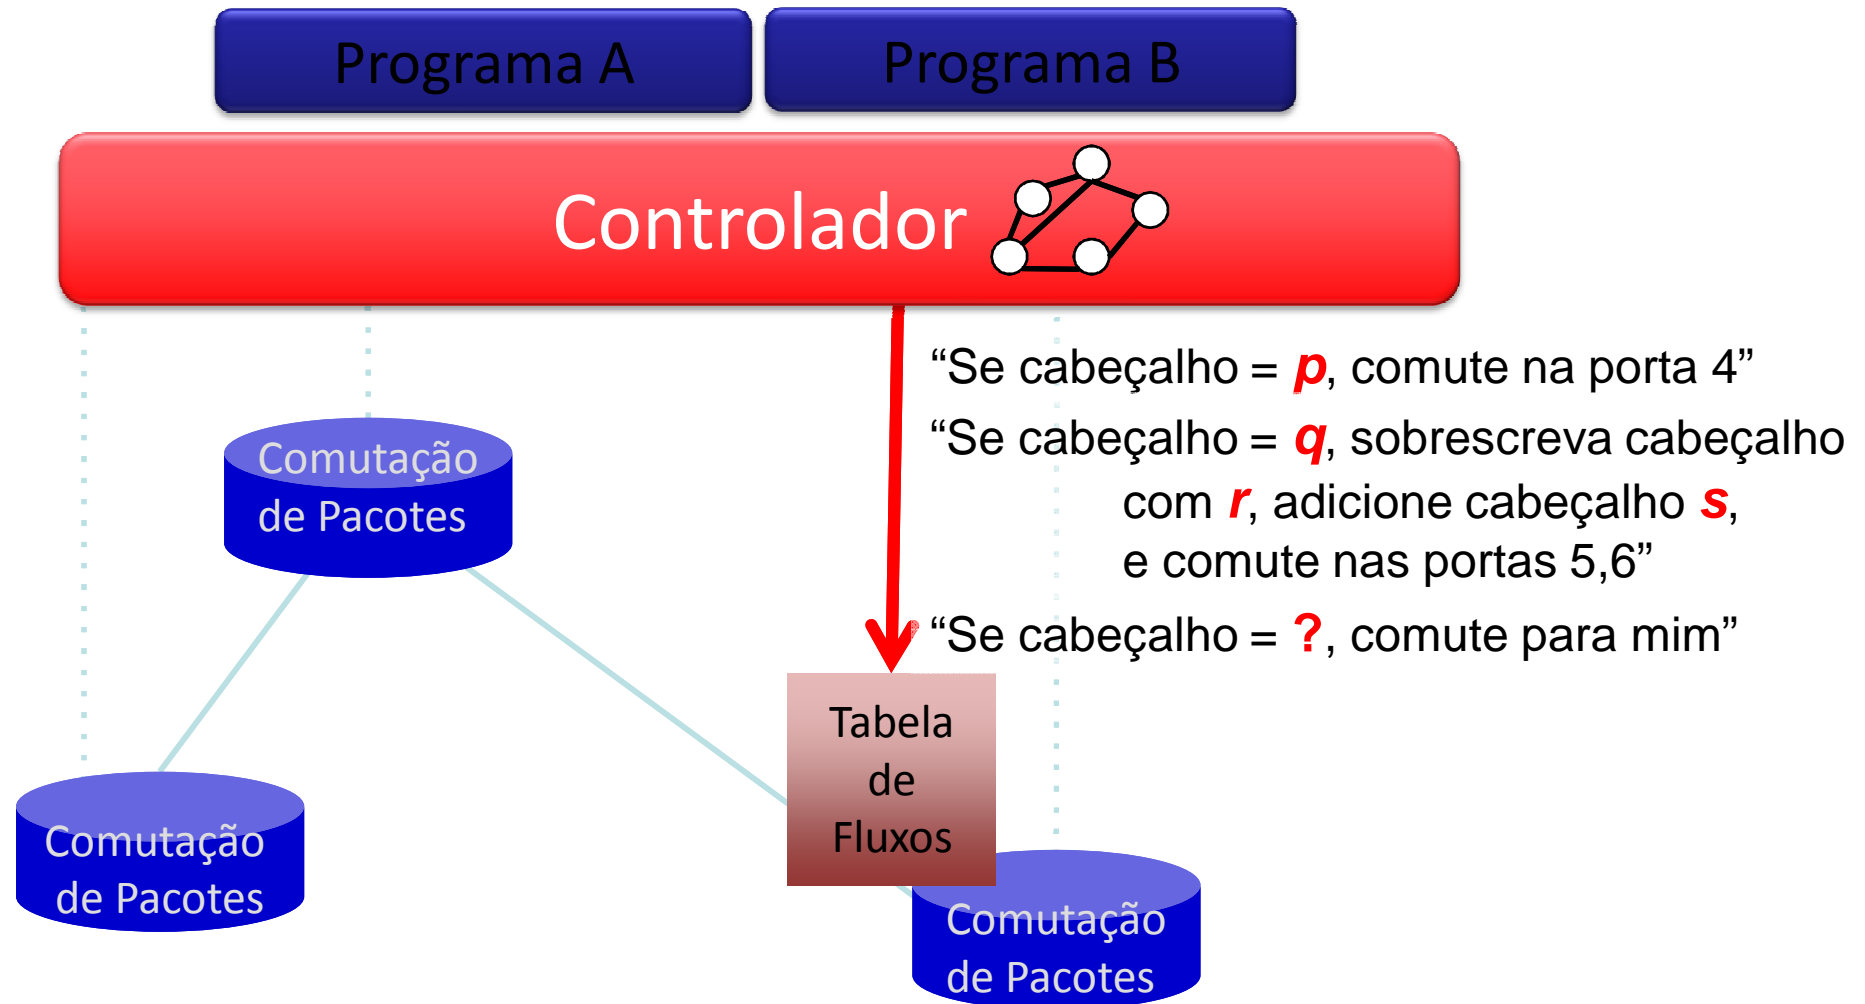 Programa A
Programa B
Controlador
“Se cabeçalho = p, comute na porta 4”
“Se cabeçalho = q, sobrescreva cabeçalho
com r, adicione cabeçalho s,
e comute nas portas 5,6”
“Se cabeçalho = ?, comute para mim”
Comutação
de Pacotes
Tabela
de
Fluxos
Comutação
de Pacotes
Comutação
de Pacotes